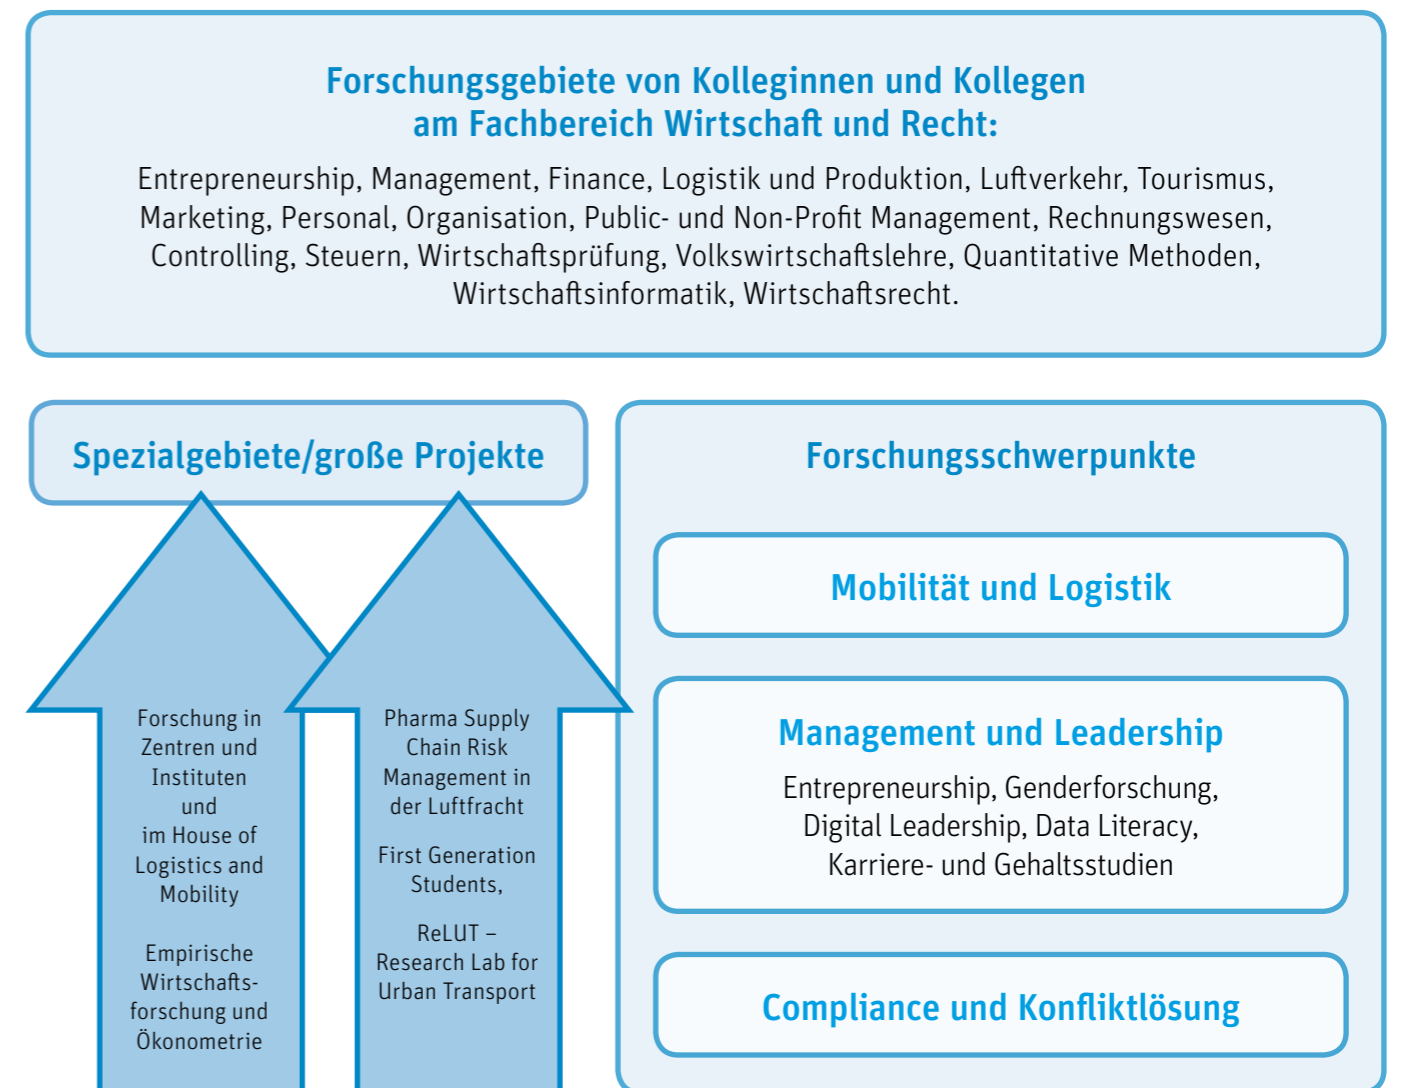 Forschungsgebiete von Kolleginnen und Kollegen
am Fachbereich Wirtschaft und Recht:
Entrepreneurship, Management, Finance, Logistik und Produktion, Luftverkehr, Tourismus,
Marketing, Personal, Organisation, Public- und Non-Profit Management, Rechnungswesen,
Controlling, Steuern, Wirtschaftsprüfung, Volkswirtschaftslehre, Quantitative Methoden,
Wirtschaftsinformatik, Wirtschaftsrecht.
Spezialgebiete/große Projekte
Forschung in
Zentren und
Instituten
und
im House of
Logistics and
Mobility
Empirische
Wirtschafts-
forschung und
Ökonometrie
Pharma Supply
Chain Risk
Management in
der Luftfracht
First Generation
Students,
ReLUT –
Research Lab for
Urban Transport
Forschungsschwerpunkte
Mobilität und Logistik
Management und Leadership
Entrepreneurship, Genderforschung,
Digital Leadership, Data Literacy,
Karriere- und Gehaltsstudien
Compliance und Konfliktlösung